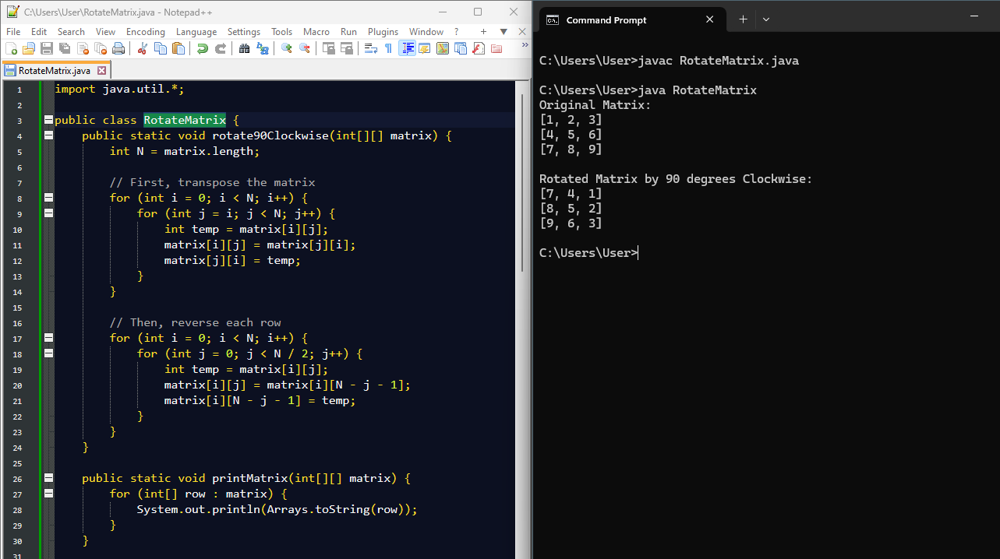 C:\Users\User\RotateMatrix.java - Notepad++
File Edit Search View Encoding Language Settings Tools Macro Run Plugins Window ? + ▼ X
RotateMatrix.java
1 import java.util.*;
2
3 public class RotateMatrix {
4 public static void rotate90Clockwise(int[][] matrix) {
5 int N = matrix.length;
6
7 // First, transpose the matrix
8 for (int i = 0; i < N; i++) {
9 for (int j = i; j < N; j++) {
10 int temp = matrix[i][j];
11 matrix[i][j] = matrix[j][i];
12 matrix[j][i] = temp;
13 }
14 }
15
16 // Then, reverse each row
17 for (int i = 0; i < N; i++) {
18 for (int j = 0; j < N / 2; j++) {
19 int temp = matrix[i][j];
20 matrix[i][j] = matrix[i][N - j - 1];
21 matrix[i][N - j - 1] = temp;
22 }
23 }
24 }
25
26 public static void printMatrix(int[][] matrix) {
27 for (int[] row : matrix) {
28 System.out.println(Arrays.toString(row));
29 }
30 }
31
Command Prompt
C:\Users\User>javac RotateMatrix.java
C:\Users\User>java RotateMatrix
Original Matrix:
[1, 2, 3]
[4, 5, 6]
[7, 8, 9]
Rotated Matrix by 90 degrees Clockwise:
[7, 4, 1]
[8, 5, 2]
[9, 6, 3]
C:\Users\User>